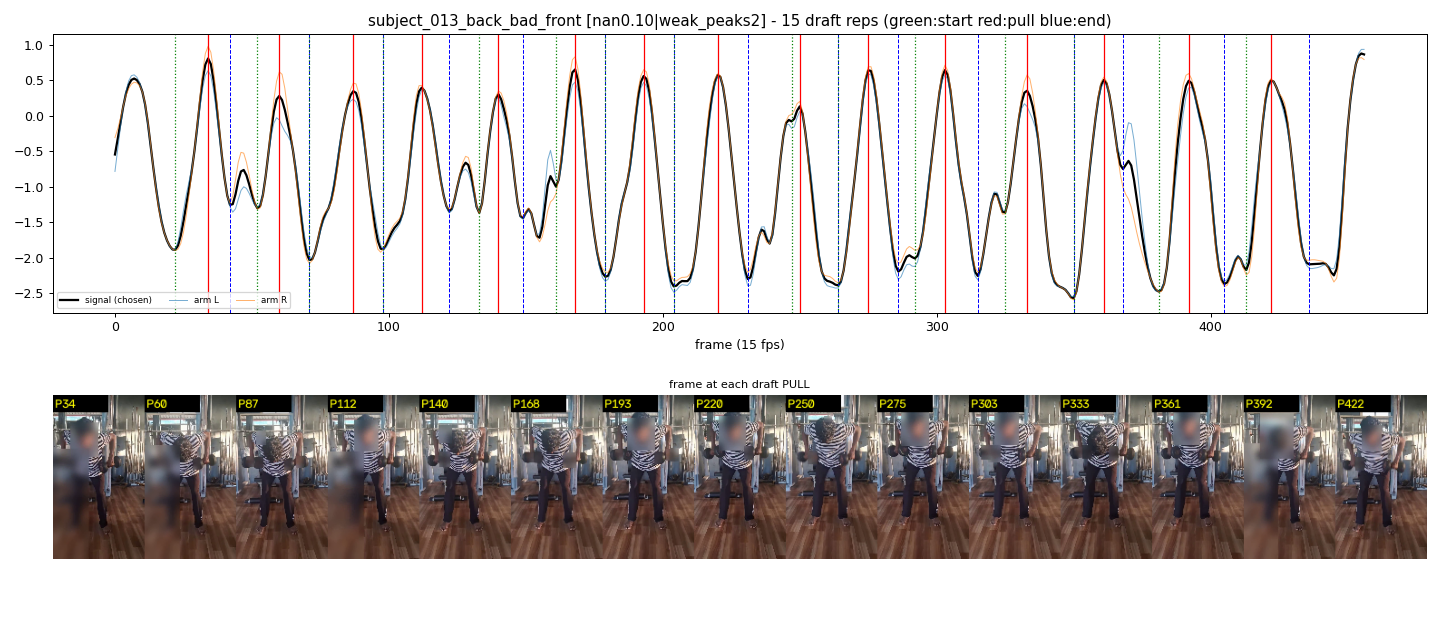 subject_013_back_bad_front [nan0.10|weak_peaks2] - 15 draft reps (green:start red:pull blue:end)
1.0
0.5
0.0
−0.5
−1.0
−1.5
−2.0
−2.5
signal (chosen) arm L arm R
0 100 200 300 400
frame (15 fps)
frame at each draft PULL
P34 P60 P87 P112 P140 P168 P193 P220 P250 P275 P303 P333 P361 P392 P422